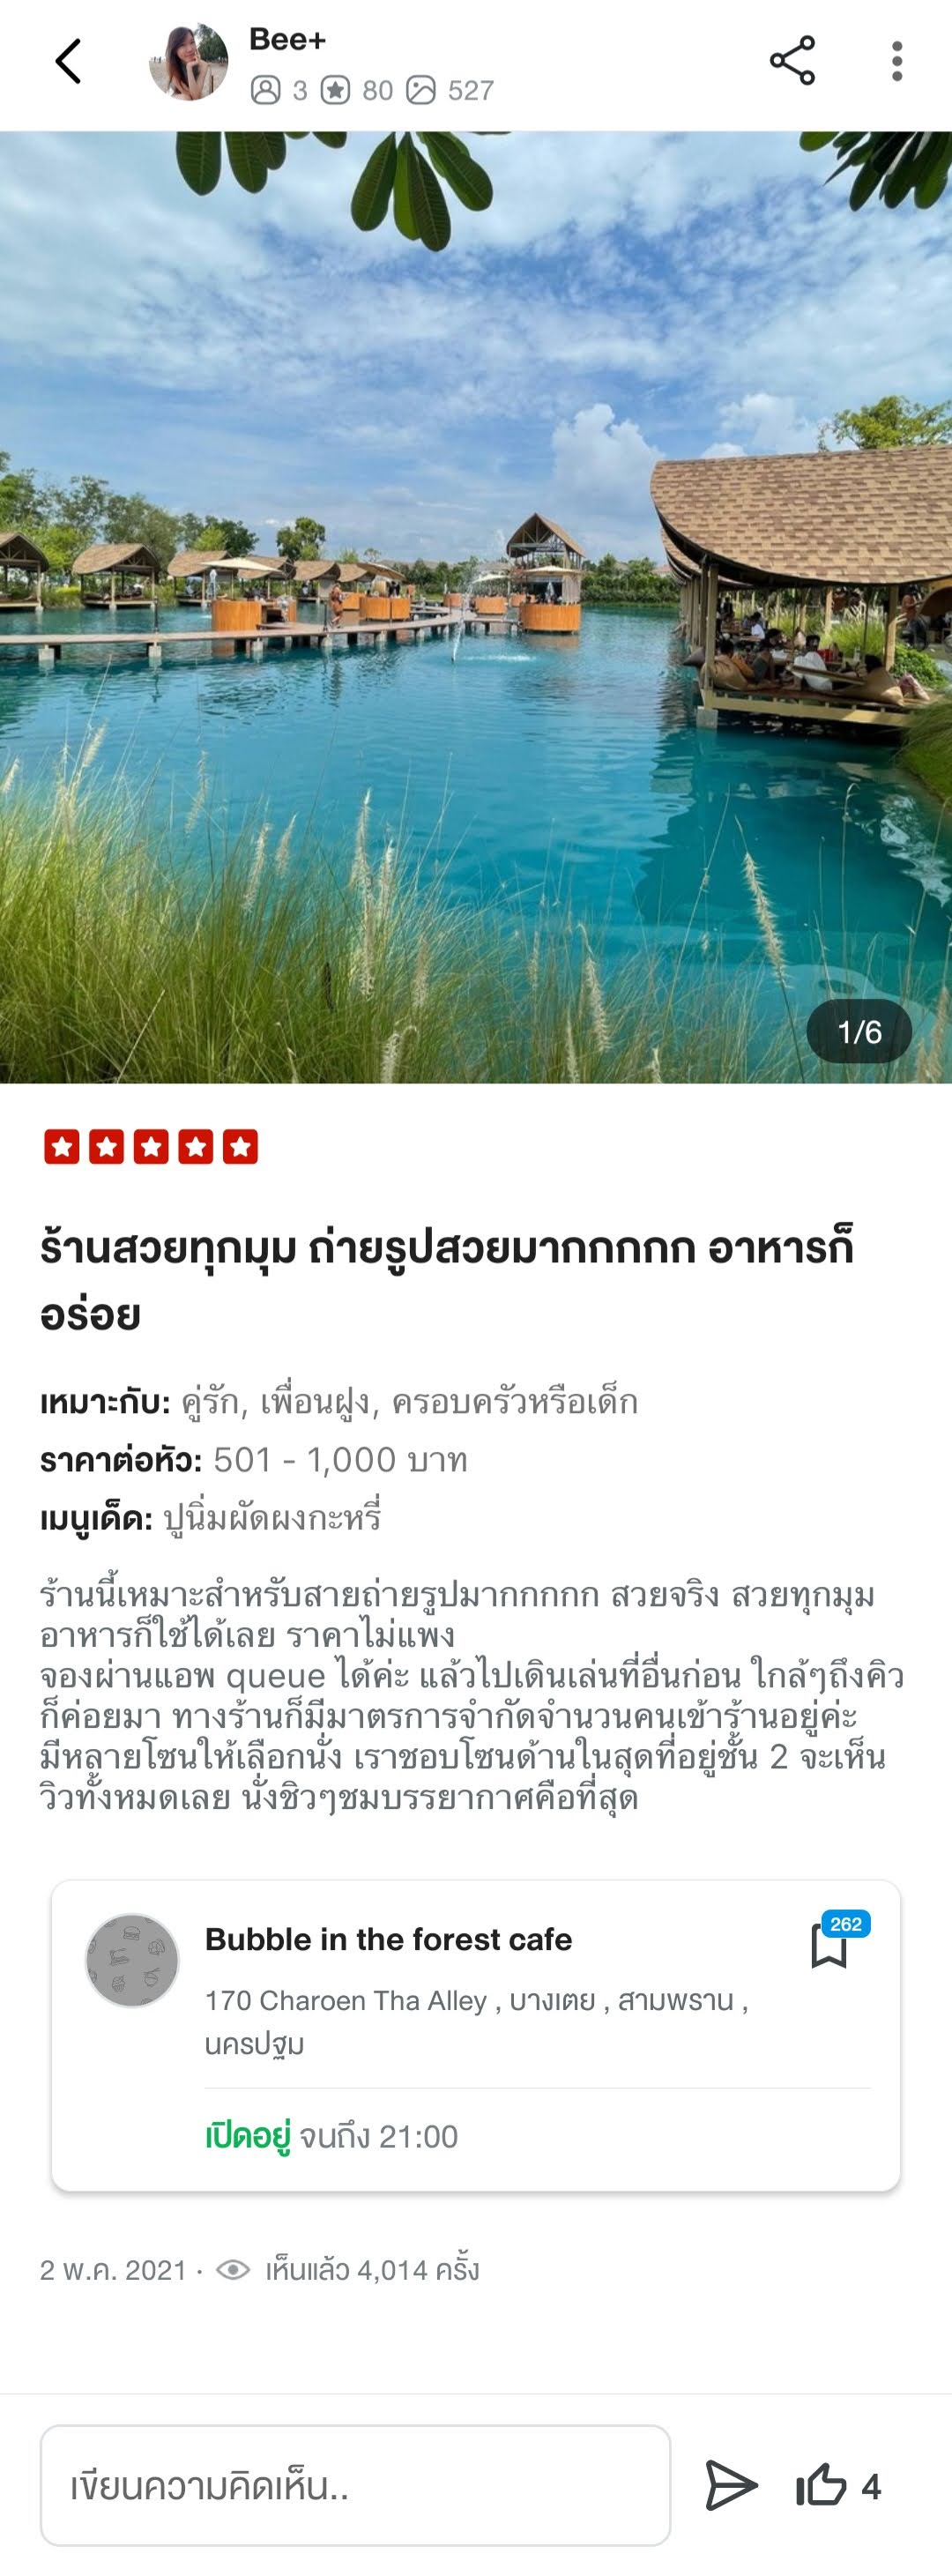 Bee+
3 80 527
1/6
ร้านสวยทุกมุม ถ่ายรูปสวยมากกกกก อาหารก็
อร่อย
เหมาะกับ: คู่รัก, เพื่อนฝูง, ครอบครัวหรือเด็ก
ราคาต่อหัว: 501 - 1,000 บาท
เมนูเด็ด: ปูนิ่มผัดผงกะหรี่
ร้านนี้เหมาะสำหรับสายถ่ายรูปมากกกกก สวยจริง สวยทุกมุม
อาหารก็ใช้ได้เลย ราคาไม่แพง
จองผ่านแอพ queue ได้ค่ะ แล้วไปเดินเล่นที่อื่นก่อน ใกล้ๆถึงคิว
ก็ค่อยมา ทางร้านก็มีมาตรการจำกัดจำนวนคนเข้าร้านอยู่ค่ะ
มีหลายโซนให้เลือกนั่ง เราชอบโซนด้านในสุดที่อยู่ชั้น 2 จะเห็น
วิวทั้งหมดเลย นั่งชิวๆชมบรรยากาศคือที่สุด
Bubble in the forest cafe
262
170 Charoen Tha Alley , บางเตย , สามพราน ,
นครปฐม
เปิดอยู่ จนถึง 21:00
2 พ.ค. 2021 · เห็นแล้ว 4,014 ครั้ง
เขียนความคิดเห็น..
4